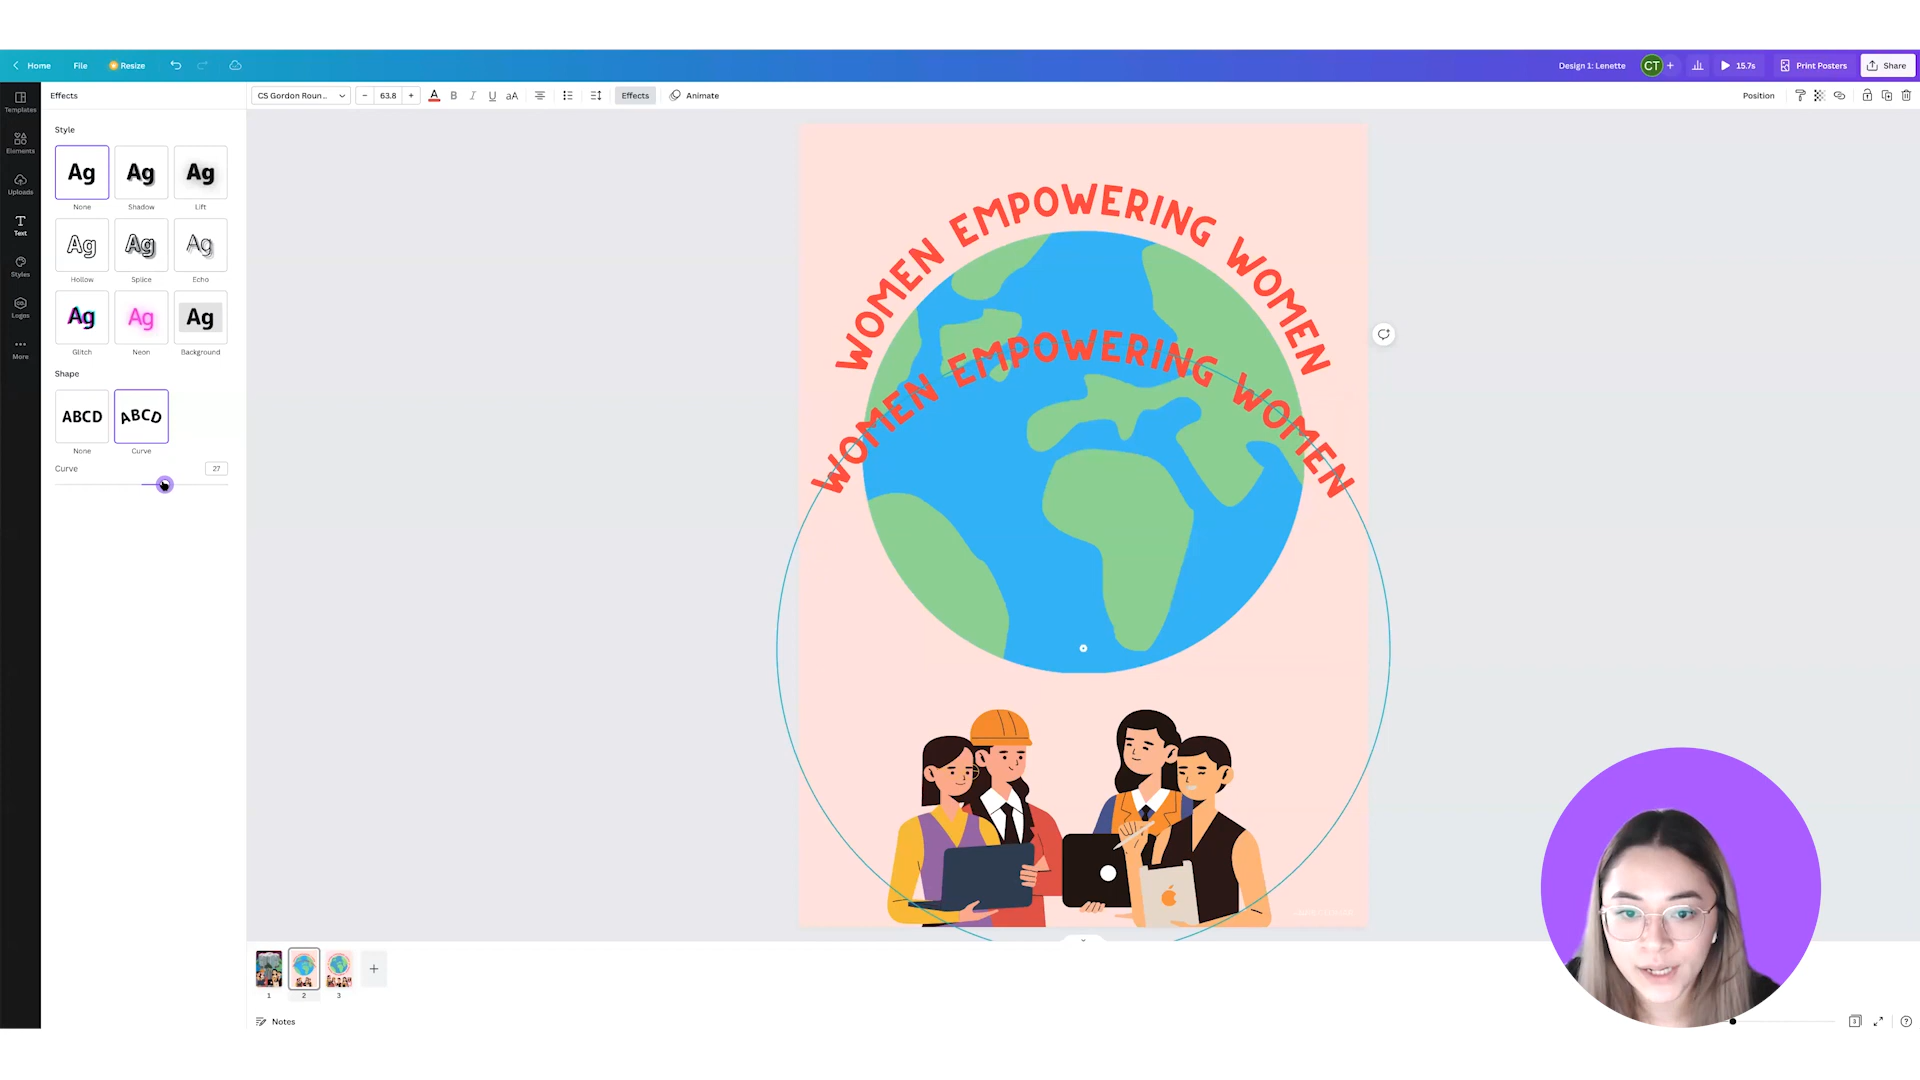 Home File Resize Design 1: Lenette CT + 15.7s Print Posters Share
Effects CS Gordon Roun... - 63.8 + A B I U aA Effects Animate Position
Templates
Elements
Uploads
Text
Styles
Logos
More
Style
Ag Ag Ag
None Shadow Lift
Ag Ag Ag
Hollow Splice Echo
Ag Ag Ag
Glitch Neon Background
Shape
ABCD ABCD
None Curve
Curve 27
WOMEN EMPOWERING WOMEN
WOMEN EMPOWERING WOMEN
1 2 3
Notes